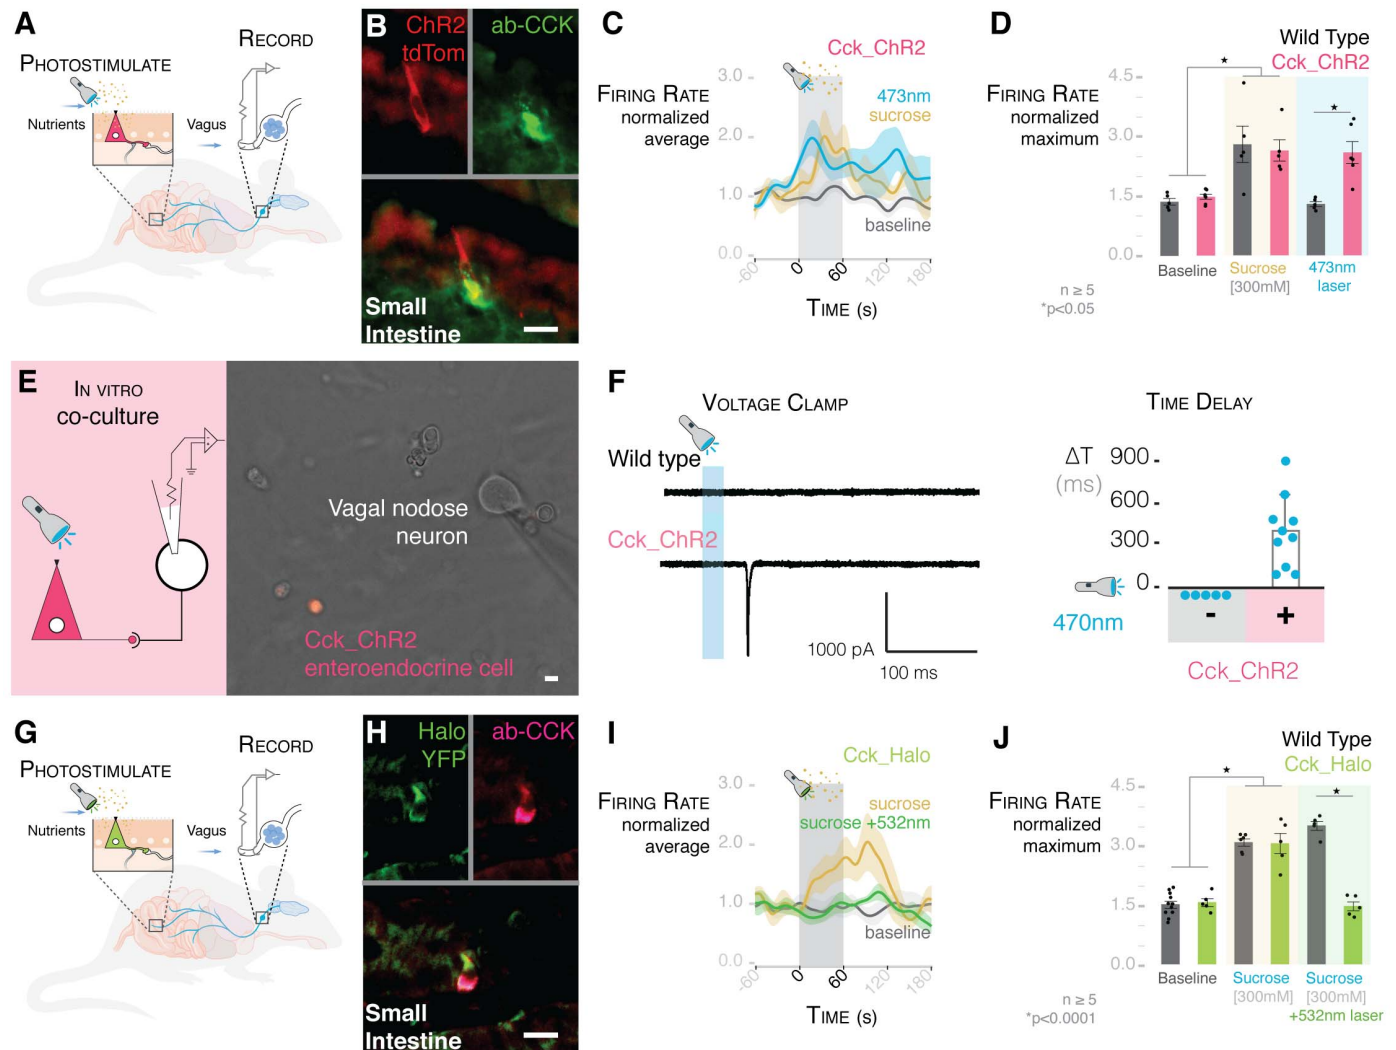 A
RECORD
PHOTOSTIMULATE
Nutrients
Vagus
B
ChR2
tdTom
ab-CCK
Small
Intestine
C
Cck_ChR2
FIRING RATE
normalized
average
3.0
2.0
1.0
0.0
473nm
sucrose
baseline
-60
0
60
120
180
TIME (s)
D
Wild Type
Cck_ChR2
FIRING RATE
normalized
maximum
4.5
3.0
1.5
0.0
★
★
Baseline
Sucrose
[300mM]
473nm
laser
n ≥ 5
*p<0.05
E
IN VITRO
co-culture
Vagal nodose
neuron
Cck_ChR2
enteroendocrine cell
F
VOLTAGE CLAMP
Wild type
Cck_ChR2
1000 pA
100 ms
TIME DELAY
ΔT
(ms)
900
600
300
0
470nm
-
+
Cck_ChR2
G
RECORD
PHOTOSTIMULATE
Nutrients
Vagus
H
Halo
YFP
ab-CCK
Small
Intestine
I
Cck_Halo
FIRING RATE
normalized
average
3.0
2.0
1.0
0.0
sucrose
sucrose +532nm
baseline
-60
0
60
120
180
TIME (s)
J
Wild Type
Cck_Halo
FIRING RATE
normalized
maximum
4.5
3.0
1.5
0.0
★
★
Baseline
Sucrose
[300mM]
Sucrose
[300mM]
+532nm laser
n ≥ 5
*p<0.0001